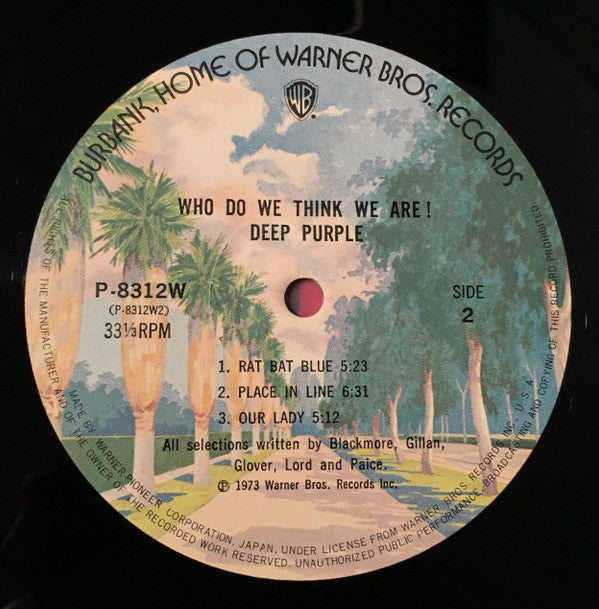 BURBANK, HOME OF WARNER BROS. RECORDS
WB.
WHO DO WE THINK WE ARE!
DEEP PURPLE
P-8312W
(P-8312W2)
33⅓RPM
SIDE
2
1. RAT BAT BLUE 5:23
2. PLACE IN LINE 6:31
3. OUR LADY 5:12
All selections written by Blackmore, Gillan,
Glover, Lord and Paice.
Ⓟ 1973 Warner Bros. Records Inc.
MADE BY WARNER-PIONEER CORPORATION, JAPAN, UNDER LICENSE FROM WARNER BROS RECORDS INC., U.S.A.
ALL RIGHTS OF THE MANUFACTURER AND OF THE OWNER OF THE RECORDED WORK RESERVED. UNAUTHORIZED PUBLIC PERFORMANCE, BROADCASTING AND COPYING OF THIS RECORD PROHIBITED